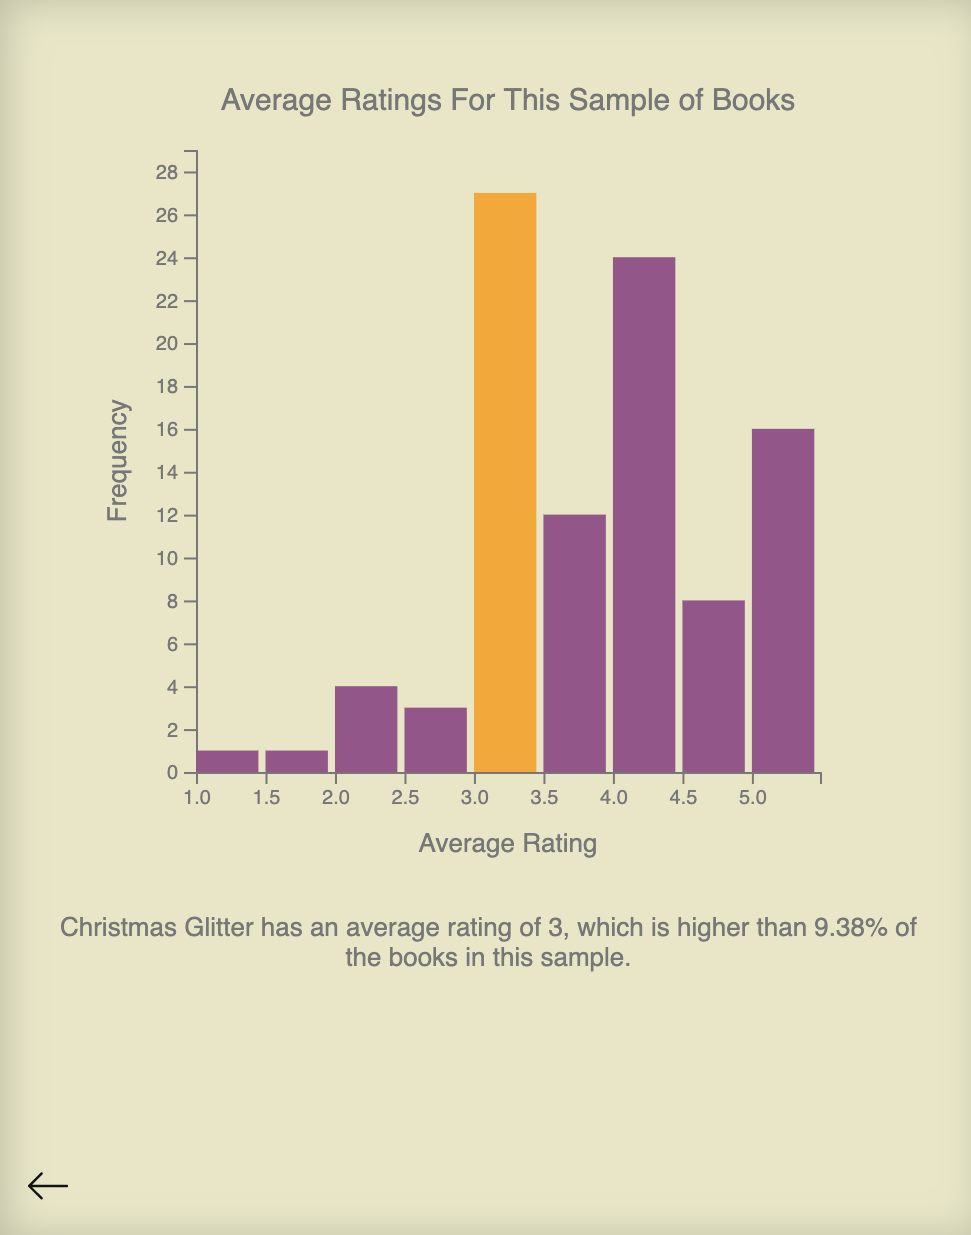 Average Ratings For This Sample of Books
28
26
24
22
20
18
16
14
12
10
8
6
4
2
0
Frequency
1.0 1.5 2.0 2.5 3.0 3.5 4.0 4.5 5.0
Average Rating
Christmas Glitter has an average rating of 3, which is higher than 9.38% of
the books in this sample.